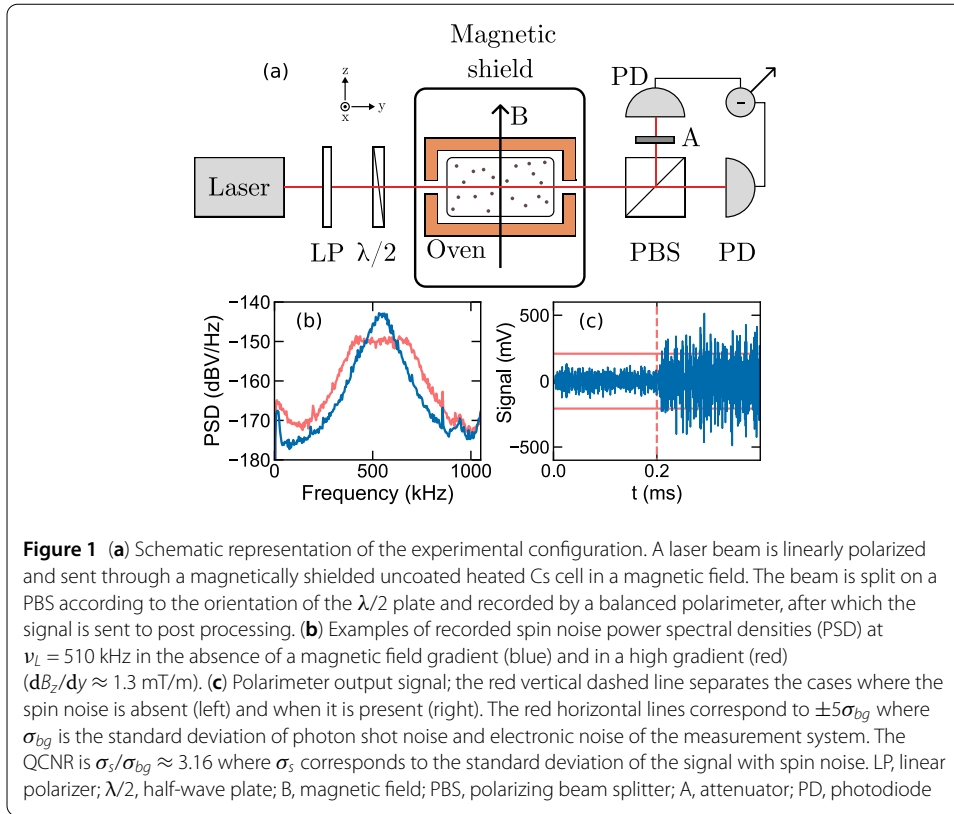 Magnetic
shield
(a)
z
y
x
B
PD
-
A
Laser
LP
λ/2
Oven
PBS
PD
(b)
PSD (dBV/Hz)
−140
−150
−160
−170
−180
0
500
1000
Frequency (kHz)
(c)
Signal (mV)
500
0
−500
0.0
0.2
t (ms)
Figure 1 (a) Schematic representation of the experimental configuration. A laser beam is linearly polarized
and sent through a magnetically shielded uncoated heated Cs cell in a magnetic field. The beam is split on a
PBS according to the orientation of the λ/2 plate and recorded by a balanced polarimeter, after which the
signal is sent to post processing. (b) Examples of recorded spin noise power spectral densities (PSD) at
νL = 510 kHz in the absence of a magnetic field gradient (blue) and in a high gradient (red)
(dBz/dy ≈ 1.3 mT/m). (c) Polarimeter output signal; the red vertical dashed line separates the cases where the
spin noise is absent (left) and when it is present (right). The red horizontal lines correspond to ±5σbg where
σbg is the standard deviation of photon shot noise and electronic noise of the measurement system. The
QCNR is σs/σbg ≈ 3.16 where σs corresponds to the standard deviation of the signal with spin noise. LP, linear
polarizer; λ/2, half-wave plate; B, magnetic field; PBS, polarizing beam splitter; A, attenuator; PD, photodiode